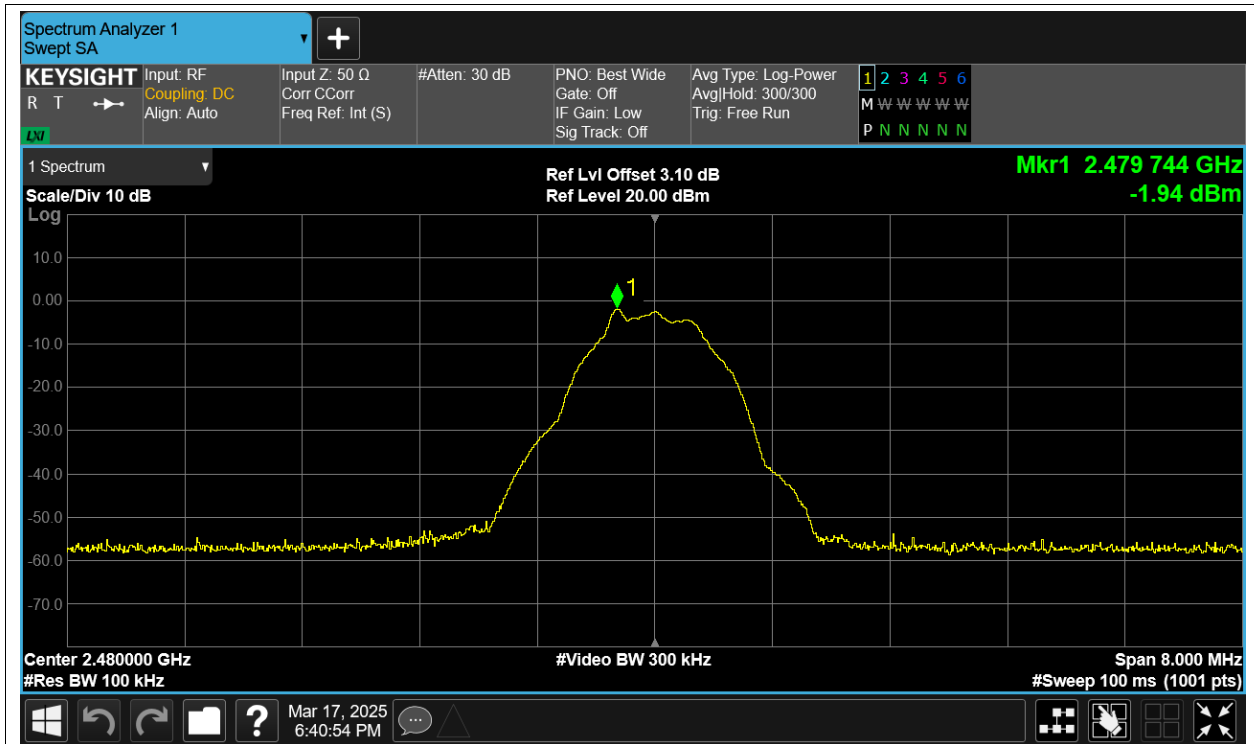 Spectrum Analyzer 1
Swept SA
+
KEYSIGHT
R T
LXI
Input: RF
Coupling: DC
Align: Auto
Input Z: 50 Ω
Corr CCorr
Freq Ref: Int (S)
#Atten: 30 dB
PNO: Best Wide
Gate: Off
IF Gain: Low
Sig Track: Off
Avg Type: Log-Power
Avg|Hold: 300/300
Trig: Free Run
1 2 3 4 5 6
M W W W W W
P N N N N N
1 Spectrum
Scale/Div 10 dB
Log
Ref Lvl Offset 3.10 dB
Ref Level 20.00 dBm
Mkr1 2.479 744 GHz
-1.94 dBm
1
10.0
0.00
-10.0
-20.0
-30.0
-40.0
-50.0
-60.0
-70.0
Center 2.480000 GHz
#Video BW 300 kHz
Span 8.000 MHz
#Res BW 100 kHz
#Sweep 100 ms (1001 pts)
?
Mar 17, 2025
6:40:54 PM